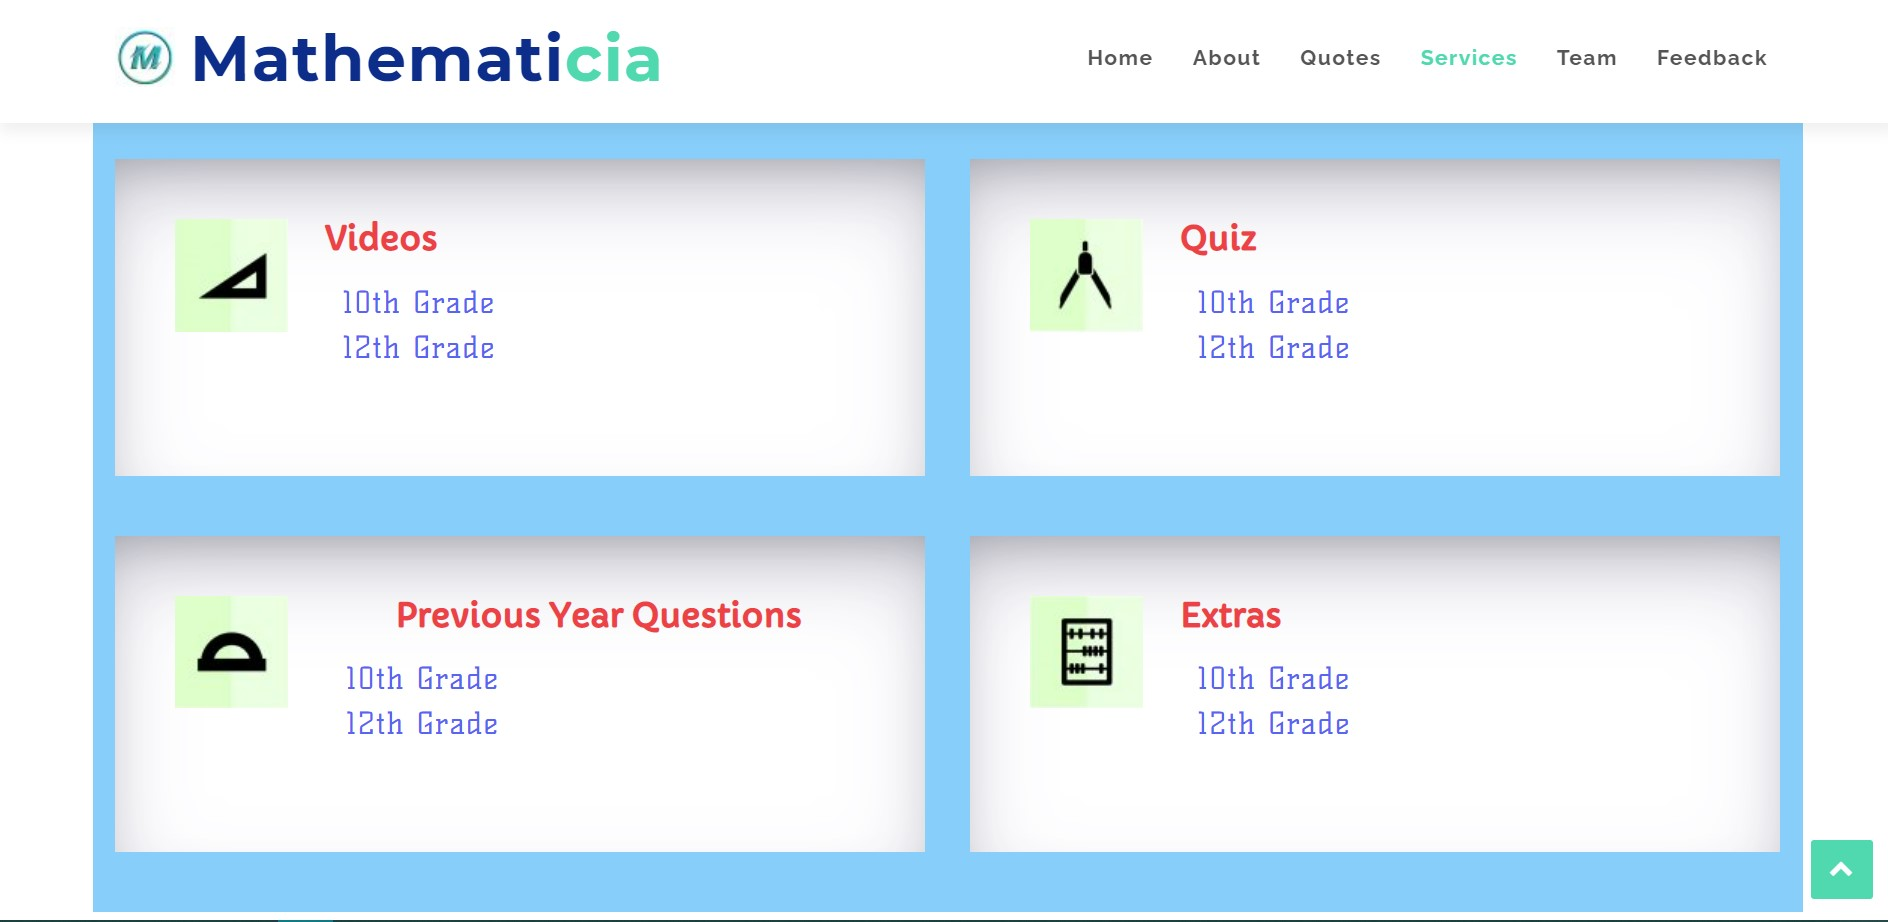 M Mathematicia
Home About Quotes Services Team Feedback
Videos
10th Grade
12th Grade
Quiz
10th Grade
12th Grade
Previous Year Questions
10th Grade
12th Grade
Extras
10th Grade
12th Grade